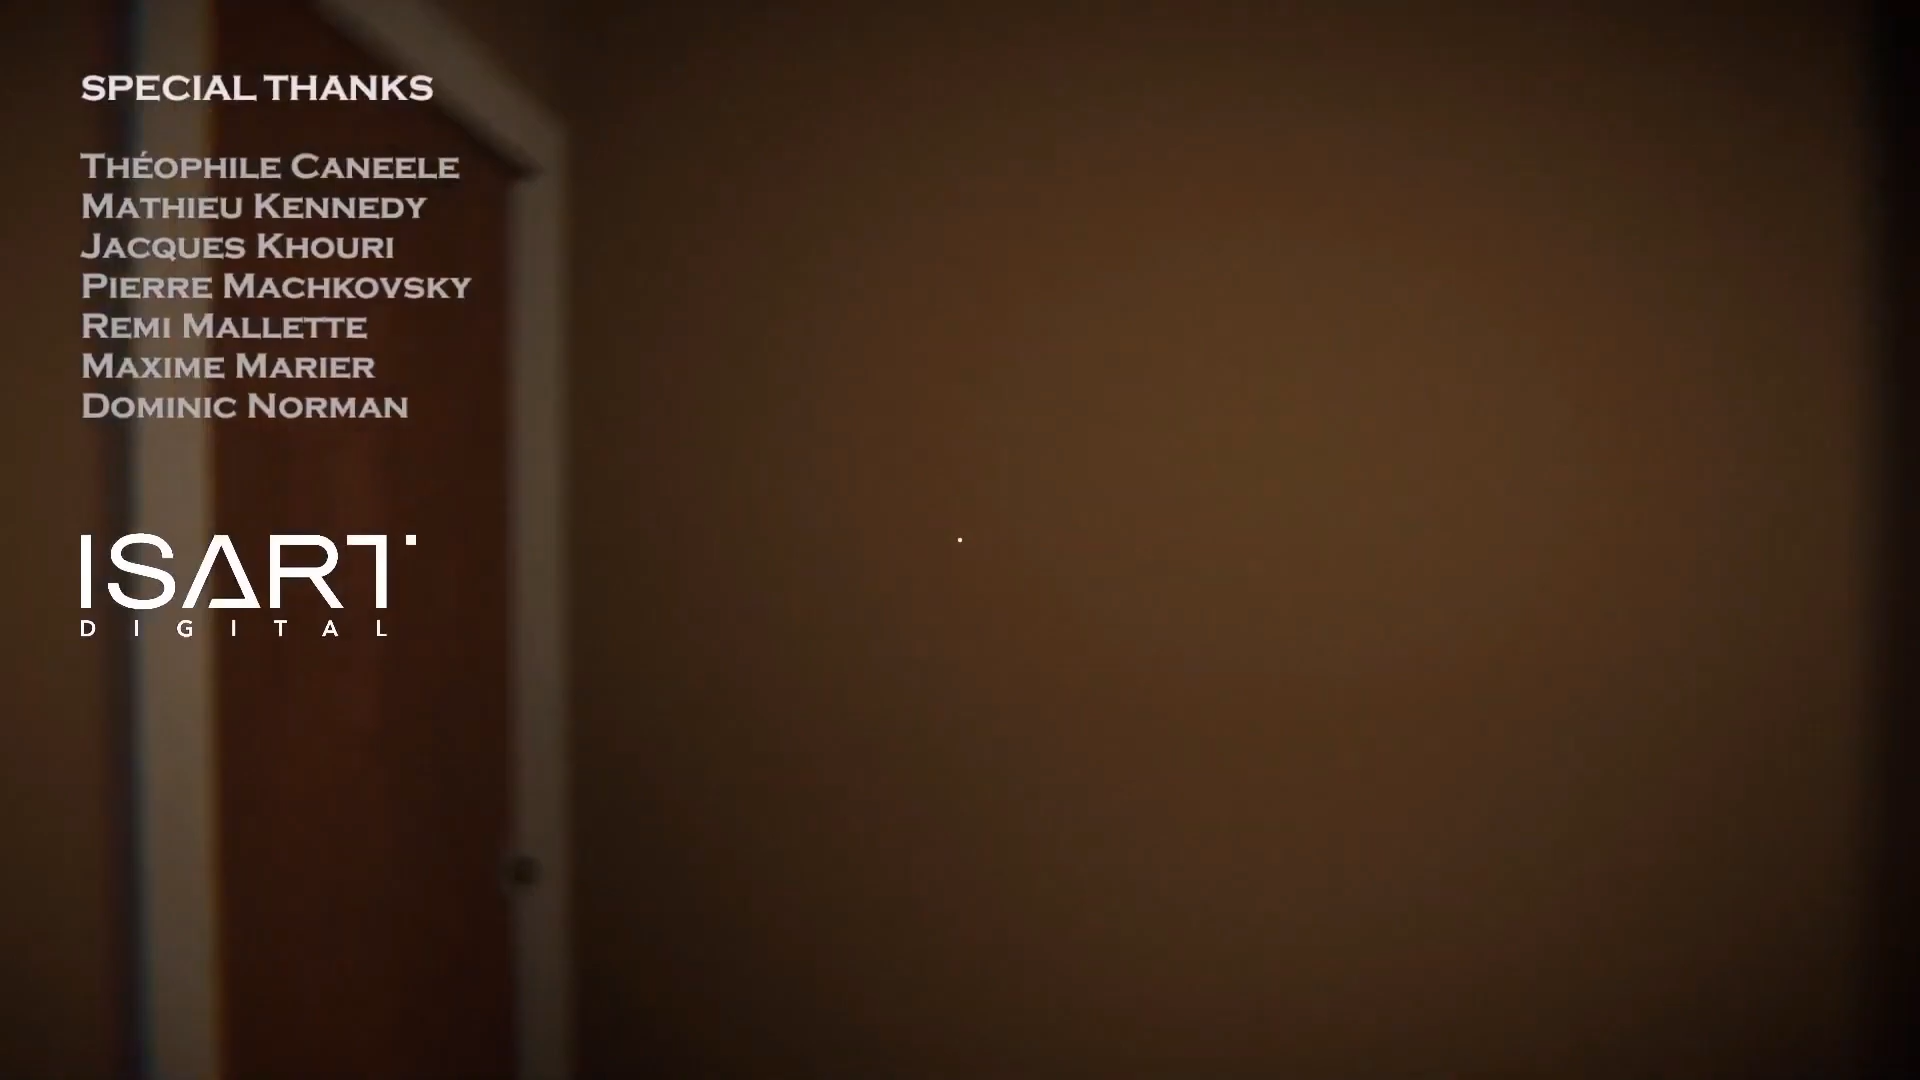 SPECIAL THANKS
THÉOPHILE CANEELE
MATHIEU KENNEDY
JACQUES KHOURI
PIERRE MACHKOVSKY
REMI MALLETTE
MAXIME MARIER
DOMINIC NORMAN
ISART
DIGITAL